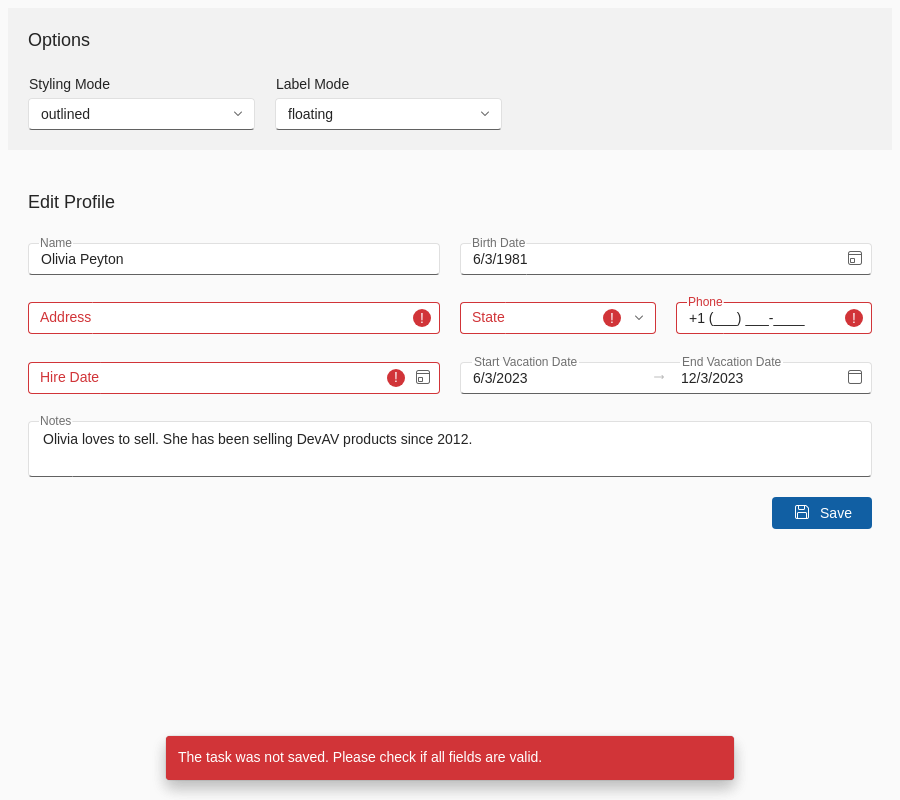 Options
Styling Mode Label Mode
outlined floating
Edit Profile
Name Birth Date
Olivia Peyton 6/3/1981
Address ! State ! Phone
+1 (___) ___-____ !
Hire Date ! Start Vacation Date End Vacation Date
6/3/2023 → 12/3/2023
Notes
Olivia loves to sell. She has been selling DevAV products since 2012.
Save
The task was not saved. Please check if all fields are valid.